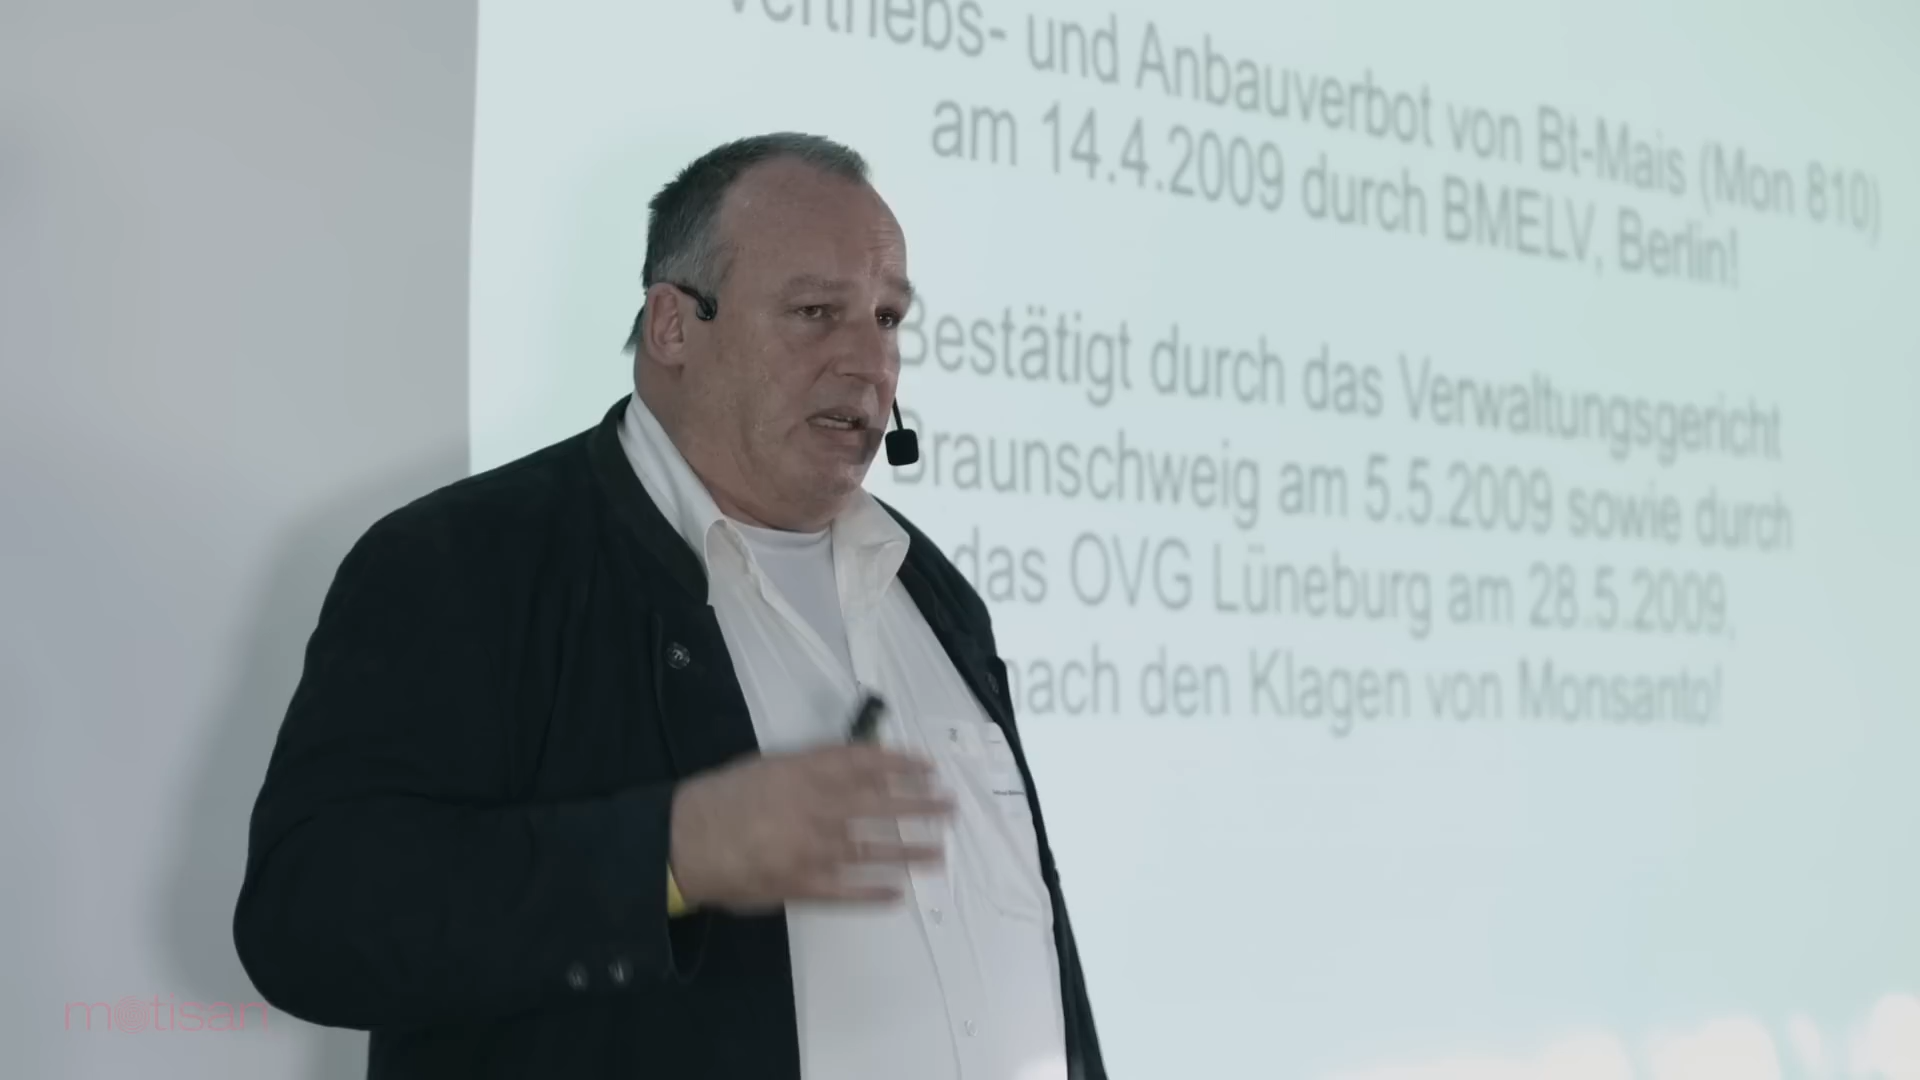 Vertriebs- und Anbauverbot von Bt-Mais (Mon 810)
am 14.4.2009 durch BMELV, Berlin!
Bestätigt durch das Verwaltungsgericht
Braunschweig am 5.5.2009 sowie durch
das OVG Lüneburg am 28.5.2009,
nach den Klagen von Monsanto!
motisan